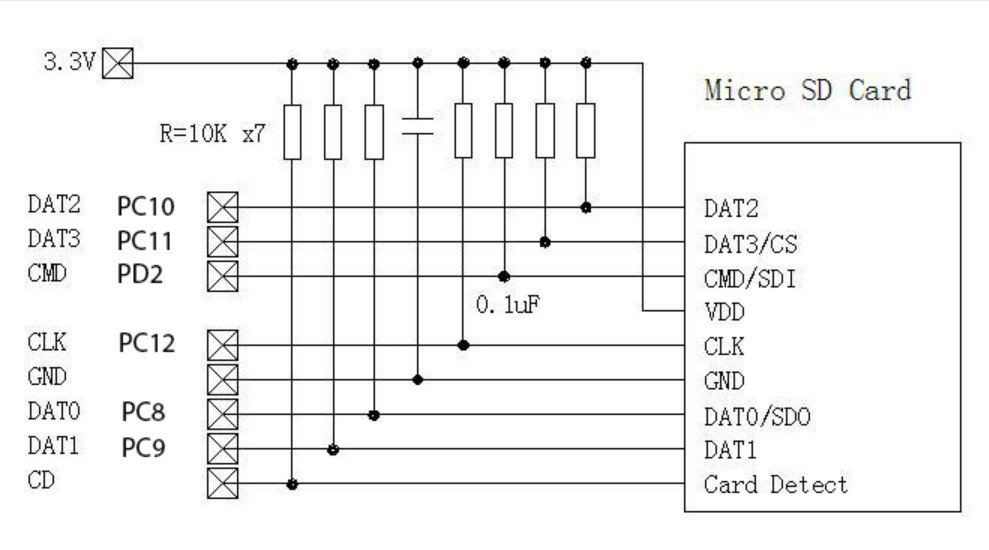 3.3V
Micro SD Card
R=10K x7
DAT2 PC10
DAT2
DAT3 PC11
DAT3/CS
CMD PD2
CMD/SDI
0.1uF
VDD
CLK PC12
CLK
GND
GND
DAT0 PC8
DAT0/SDO
DAT1 PC9
DAT1
CD
Card Detect